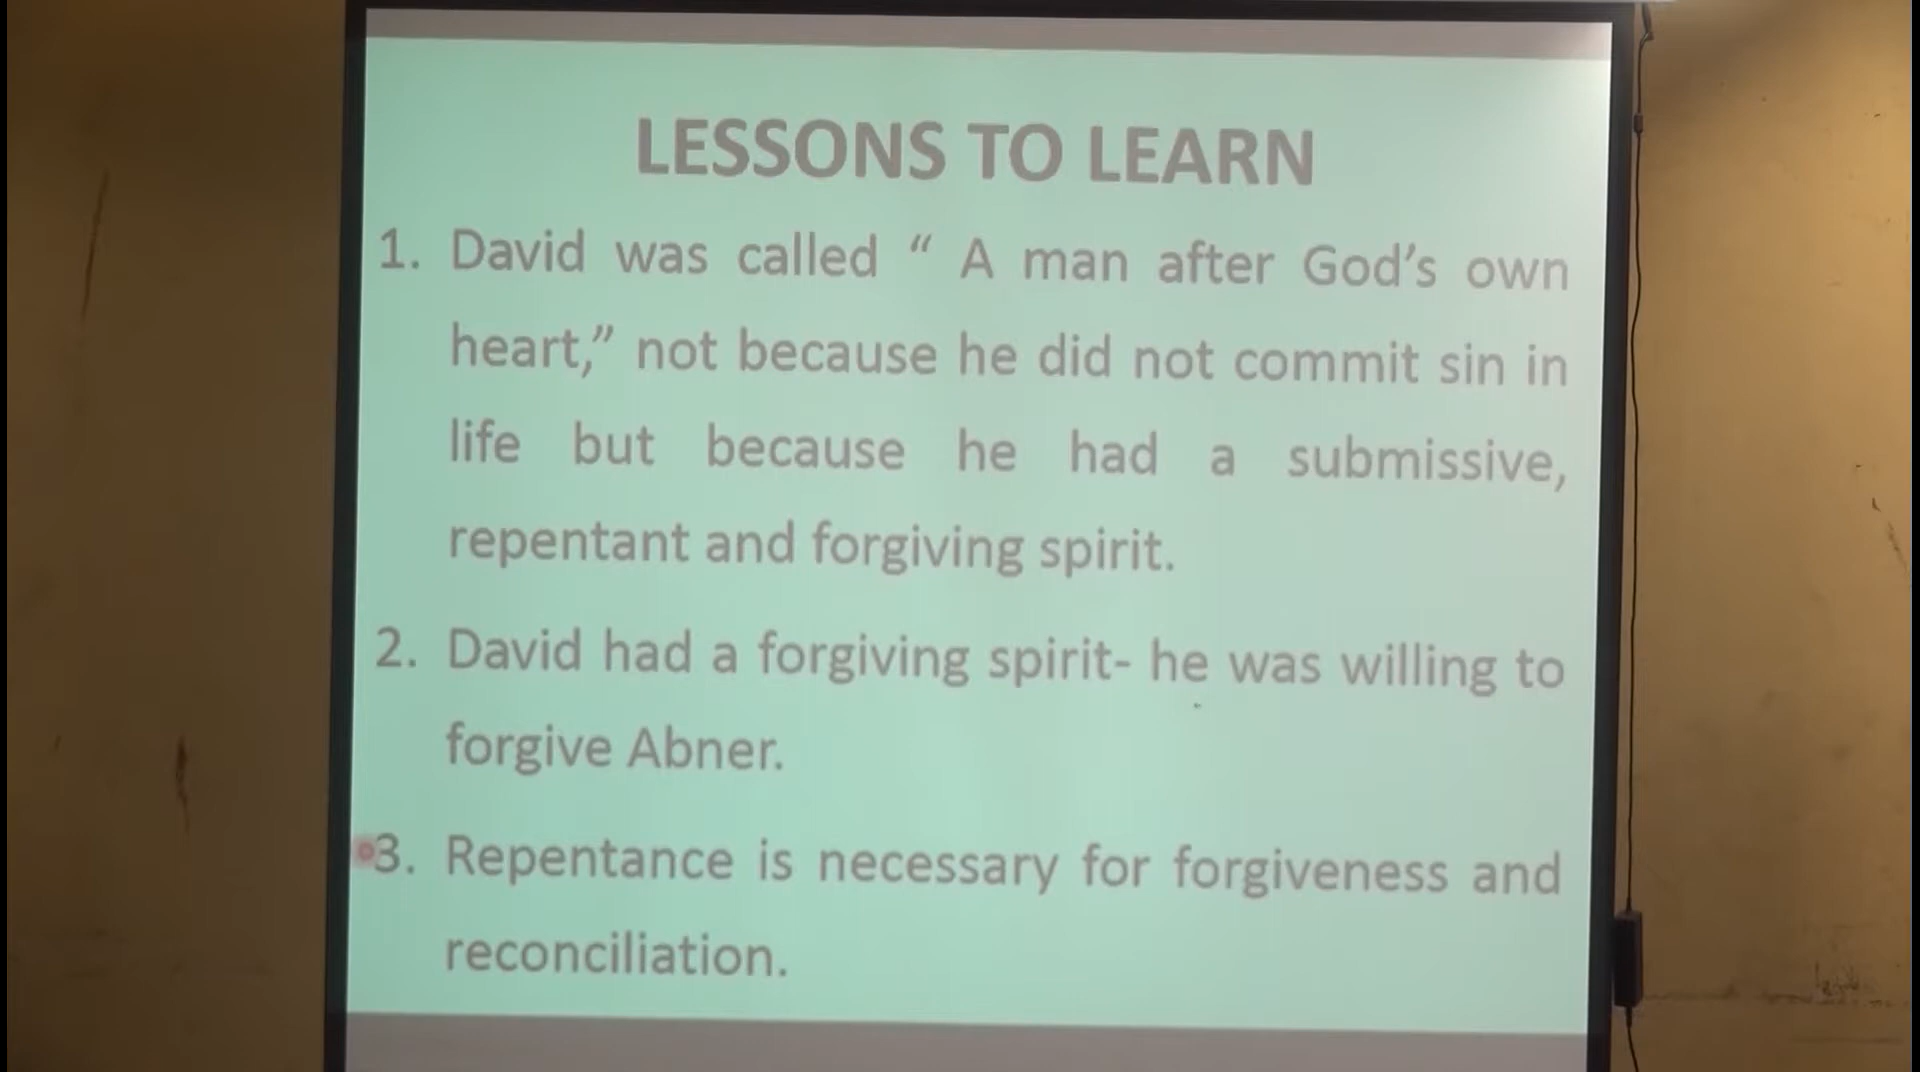 LESSONS TO LEARN
1. David was called “ A man after God’s own
heart,” not because he did not commit sin in
life but because he had a submissive,
repentant and forgiving spirit.
2. David had a forgiving spirit- he was willing to
forgive Abner.
3. Repentance is necessary for forgiveness and
reconciliation.